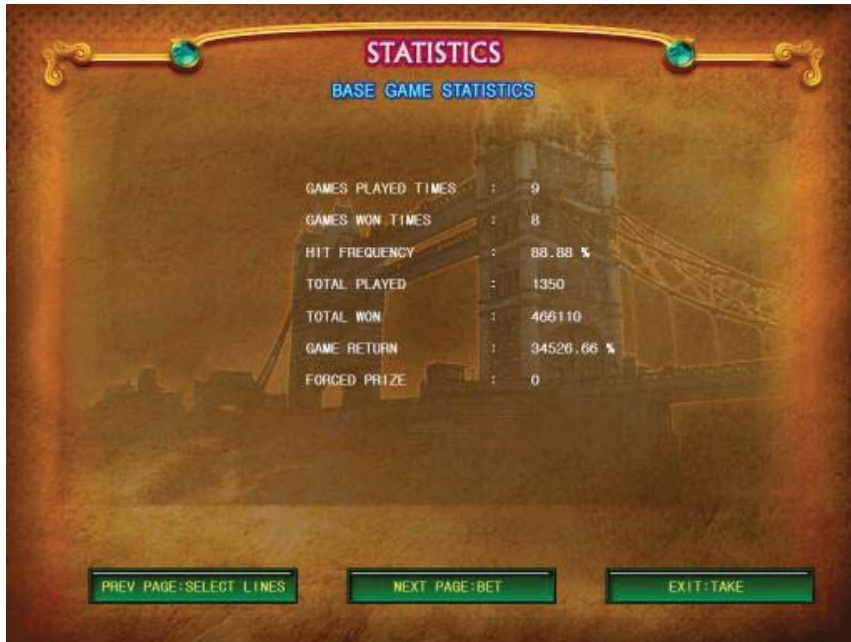 STATISTICS
BASE GAME STATISTICS
GAMES PLAYED TIMES : 9
GAMES WON TIMES : 8
HIT FREQUENCY : 88.88 %
TOTAL PLAYED : 1350
TOTAL WON : 466110
GAME RETURN : 34526.66 %
FORCED PRIZE : 0
PREV PAGE:SELECT LINES NEXT PAGE:BET EXIT:TAKE